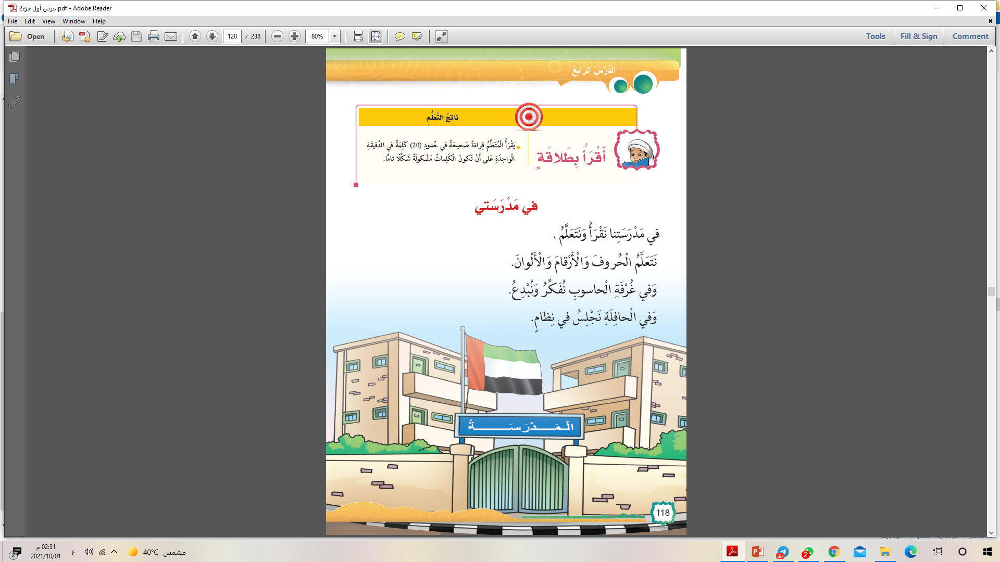 عربي أول جزء2.pdf - Adobe Reader
File Edit View Window Help
Open 120 / 238 80% Tools Fill & Sign Comment
الدَّرْسُ الرّابِعُ
ناتِجُ التَّعَلُّمِ
أَقْرَأُ بِطَلاقَةٍ
يَقْرَأُ الْمُتَعَلِّمُ قِراءَةً صَحيحَةً في حُدودِ (20) كَلِمَةً في الدَّقيقَةِ
الْواحِدَةِ عَلى أَنْ تَكونَ الْكَلِماتُ مَشْكولَةً شَكْلًا تامًّا.
في مَدْرَسَتي
في مَدْرَسَتِنا نَقْرَأُ وَنَتَعَلَّمُ .
نَتَعَلَّمُ الْحُروفَ وَالْأَرْقامَ وَالْأَلْوانَ.
وَفي غُرْفَةِ الْحاسوبِ نُفَكِّرُ وَنُبْدِعُ.
وَفي الْحافِلَةِ نَجْلِسُ في نِظامٍ.
الْمَدْرَسَةُ
118
02:31 م
2021/10/01
2
ع
40°C مشمس
67
2